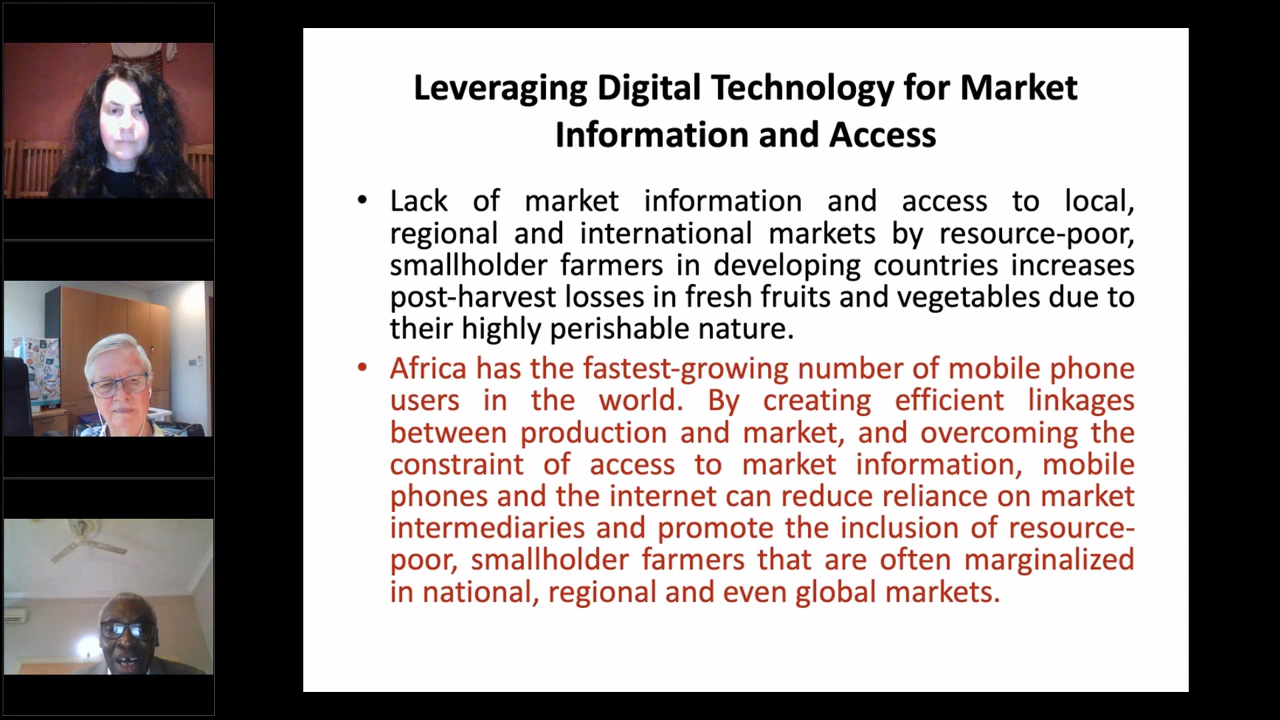 Leveraging Digital Technology for Market
Information and Access
• Lack of market information and access to local,
regional and international markets by resource-poor,
smallholder farmers in developing countries increases
post-harvest losses in fresh fruits and vegetables due to
their highly perishable nature.
• Africa has the fastest-growing number of mobile phone
users in the world. By creating efficient linkages
between production and market, and overcoming the
constraint of access to market information, mobile
phones and the internet can reduce reliance on market
intermediaries and promote the inclusion of resource-
poor, smallholder farmers that are often marginalized
in national, regional and even global markets.